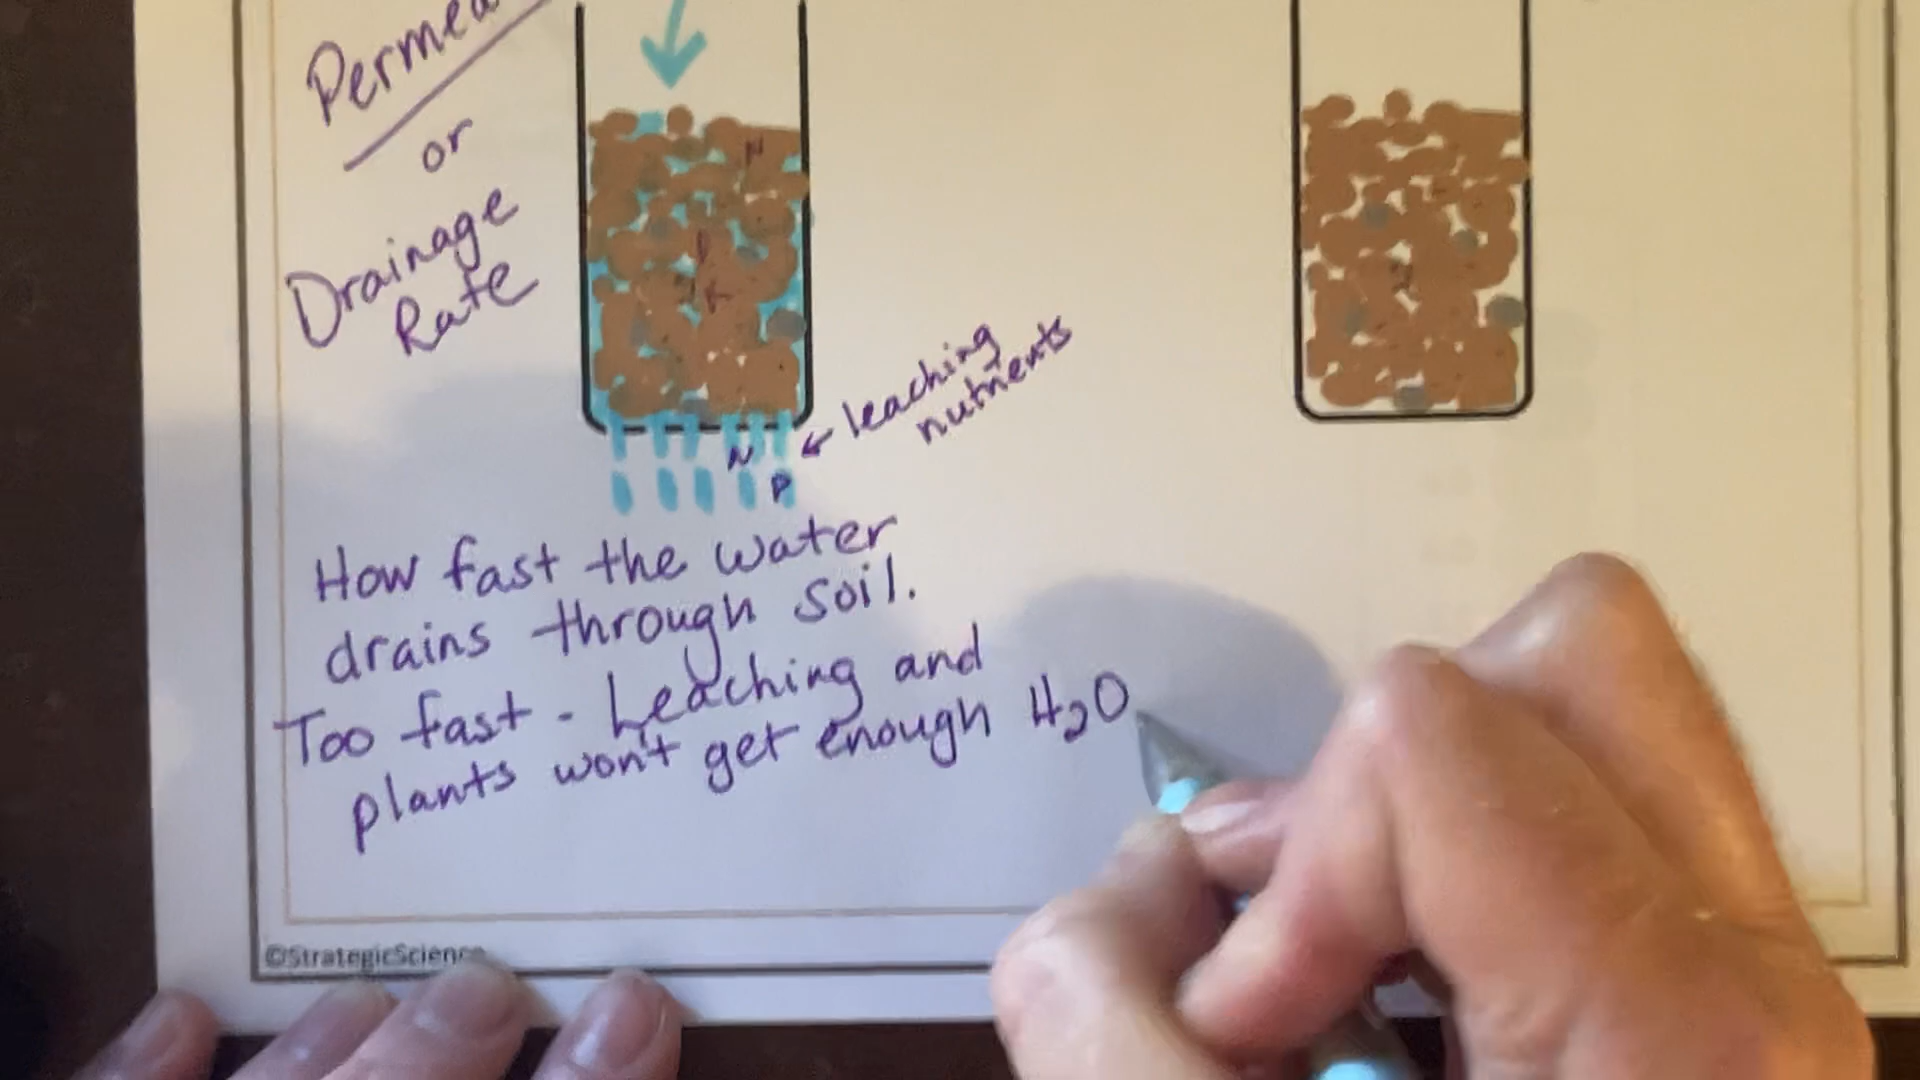 or
Drainage
Rate
N
K
leaching
nutrients
N
P
How fast the water
drains through soil.
Too fast - Leaching and
plants won't get enough H2O
©StrategicScience